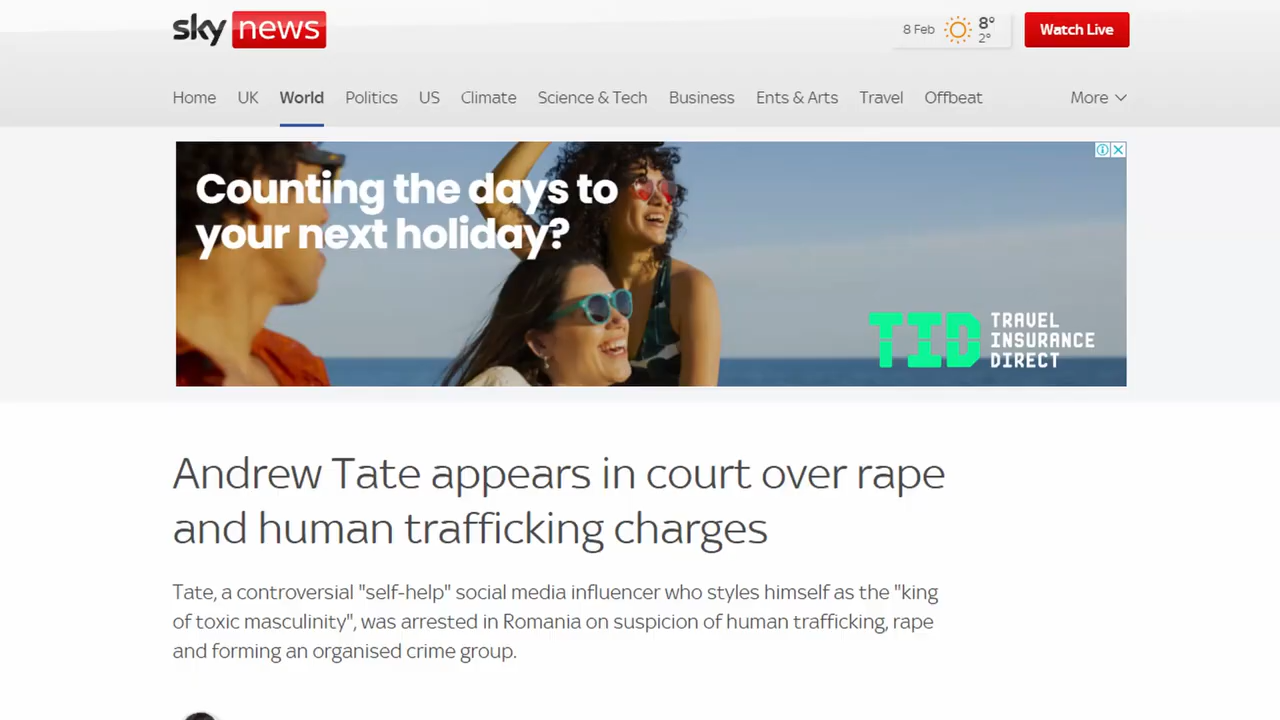 sky news
8 Feb
8°
2°
Watch Live
Home UK World Politics US Climate Science & Tech Business Ents & Arts Travel Offbeat More
Counting the days to
your next holiday?
TID
TRAVEL
INSURANCE
DIRECT
Andrew Tate appears in court over rape
and human trafficking charges
Tate, a controversial "self-help" social media influencer who styles himself as the "king
of toxic masculinity", was arrested in Romania on suspicion of human trafficking, rape
and forming an organised crime group.